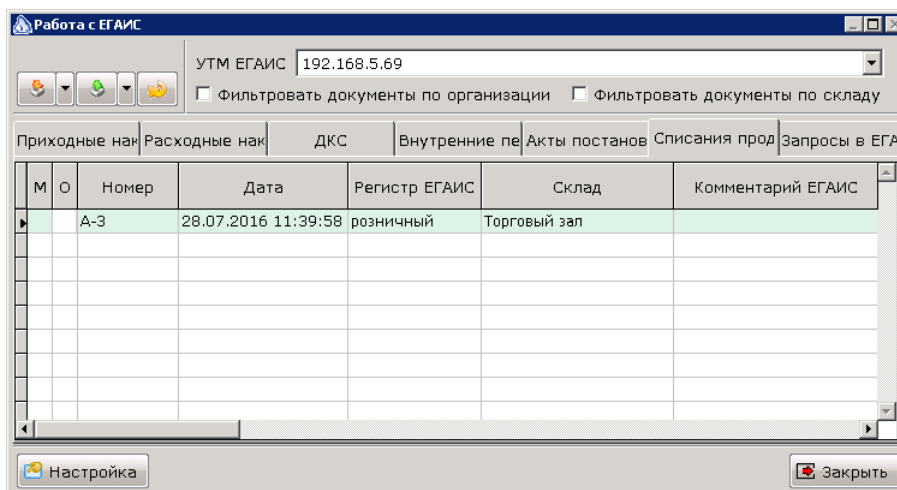 Работа с ЕГАИС
УТМ ЕГАИС 192.168.5.69
Фильтровать документы по организации Фильтровать документы по складу
Приходные нак Расходные нак ДКС Внутренние пе Акты постанов Списания прод Запросы в ЕГА
М О Номер Дата Регистр ЕГАИС Склад Комментарий ЕГАИС
А-3 28.07.2016 11:39:58 розничный Торговый зал
Настройка Закрыть